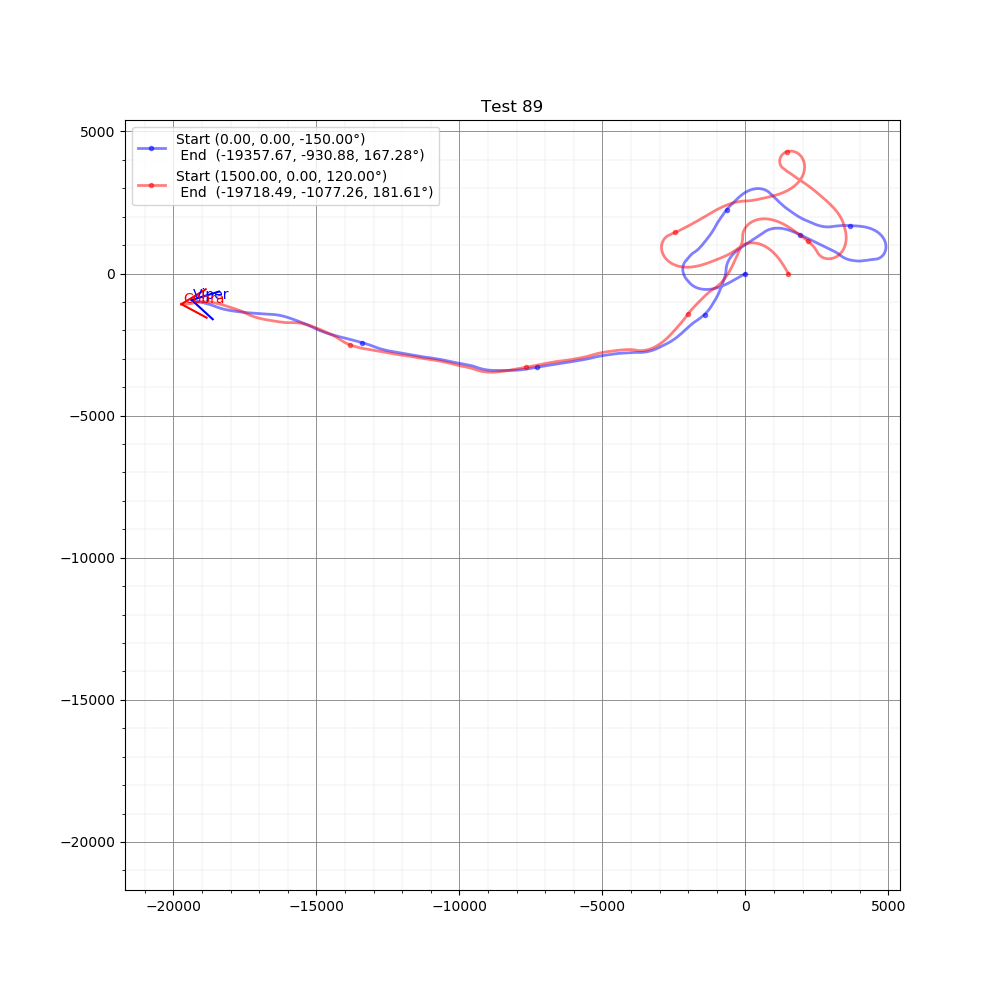 Test 89
Start (0.00, 0.00, -150.00°)
End (-19357.67, -930.88, 167.28°)
Start (1500.00, 0.00, 120.00°)
End (-19718.49, -1077.26, 181.61°)
5000
0
−5000
−10000
−15000
−20000
Viper
−20000 −15000 −10000 −5000 0 5000